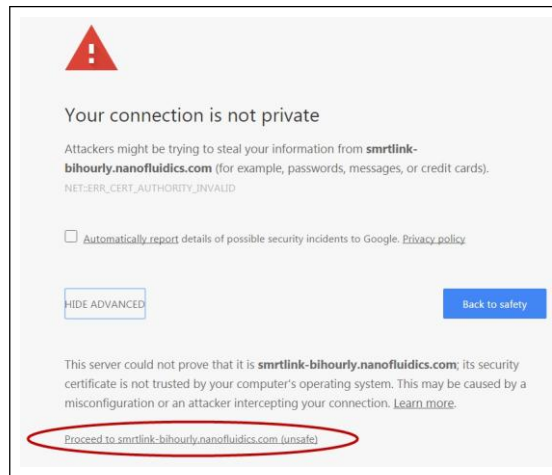 Your connection is not private
Attackers might be trying to steal your information from smrtlink-
bihourly.nanofluidics.com (for example, passwords, messages, or credit cards).
NET::ERR_CERT_AUTHORITY_INVALID
Automatically report details of possible security incidents to Google. Privacy policy
HIDE ADVANCED
Back to safety
This server could not prove that it is smrtlink-bihourly.nanofluidics.com; its security
certificate is not trusted by your computer's operating system. This may be caused by a
misconfiguration or an attacker intercepting your connection. Learn more.
Proceed to smrtlink-bihourly.nanofluidics.com (unsafe)